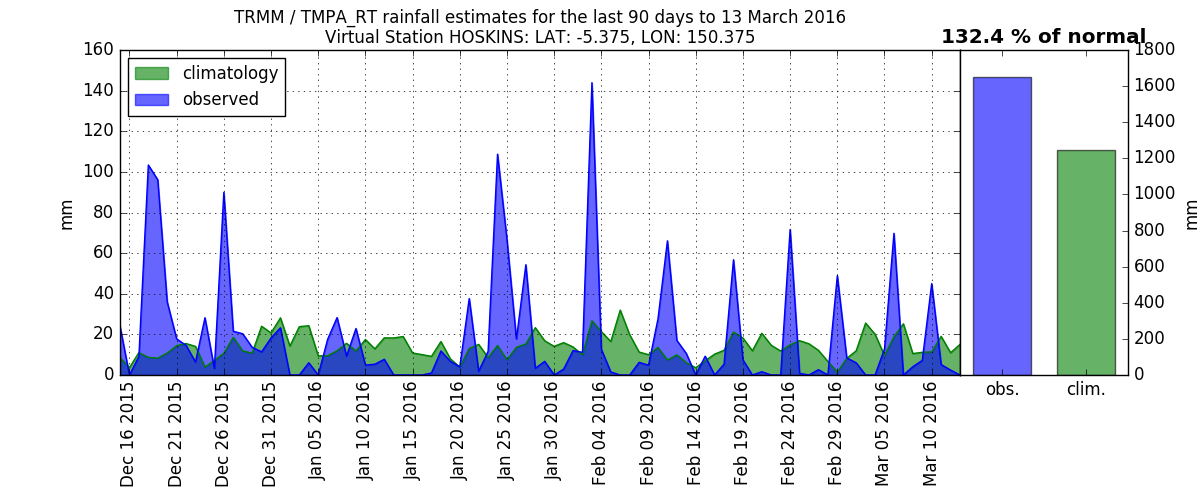 TRMM / TMPA_RT rainfall estimates for the last 90 days to 13 March 2016
Virtual Station HOSKINS: LAT: -5.375, LON: 150.375
132.4 % of normal
climatology
observed
mm
160
140
120
100
80
60
40
20
0
1800
1600
1400
1200
1000
800
600
400
200
0
mm
Dec 16 2015
Dec 21 2015
Dec 26 2015
Dec 31 2015
Jan 05 2016
Jan 10 2016
Jan 15 2016
Jan 20 2016
Jan 25 2016
Jan 30 2016
Feb 04 2016
Feb 09 2016
Feb 14 2016
Feb 19 2016
Feb 24 2016
Feb 29 2016
Mar 05 2016
Mar 10 2016
obs.
clim.